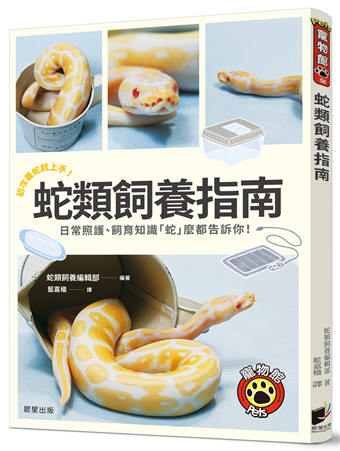 初次養蛇就上手！
蛇類飼養指南
日常照護、飼育知識「蛇」麼都告訴你！
蛇類飼養編輯部 編著
藍嘉楹 譯
寵物館
Pets
晨星出版
Pets
寵物館
蛇類飼養指南
蛇類飼養編輯部 著
藍嘉楹 譯